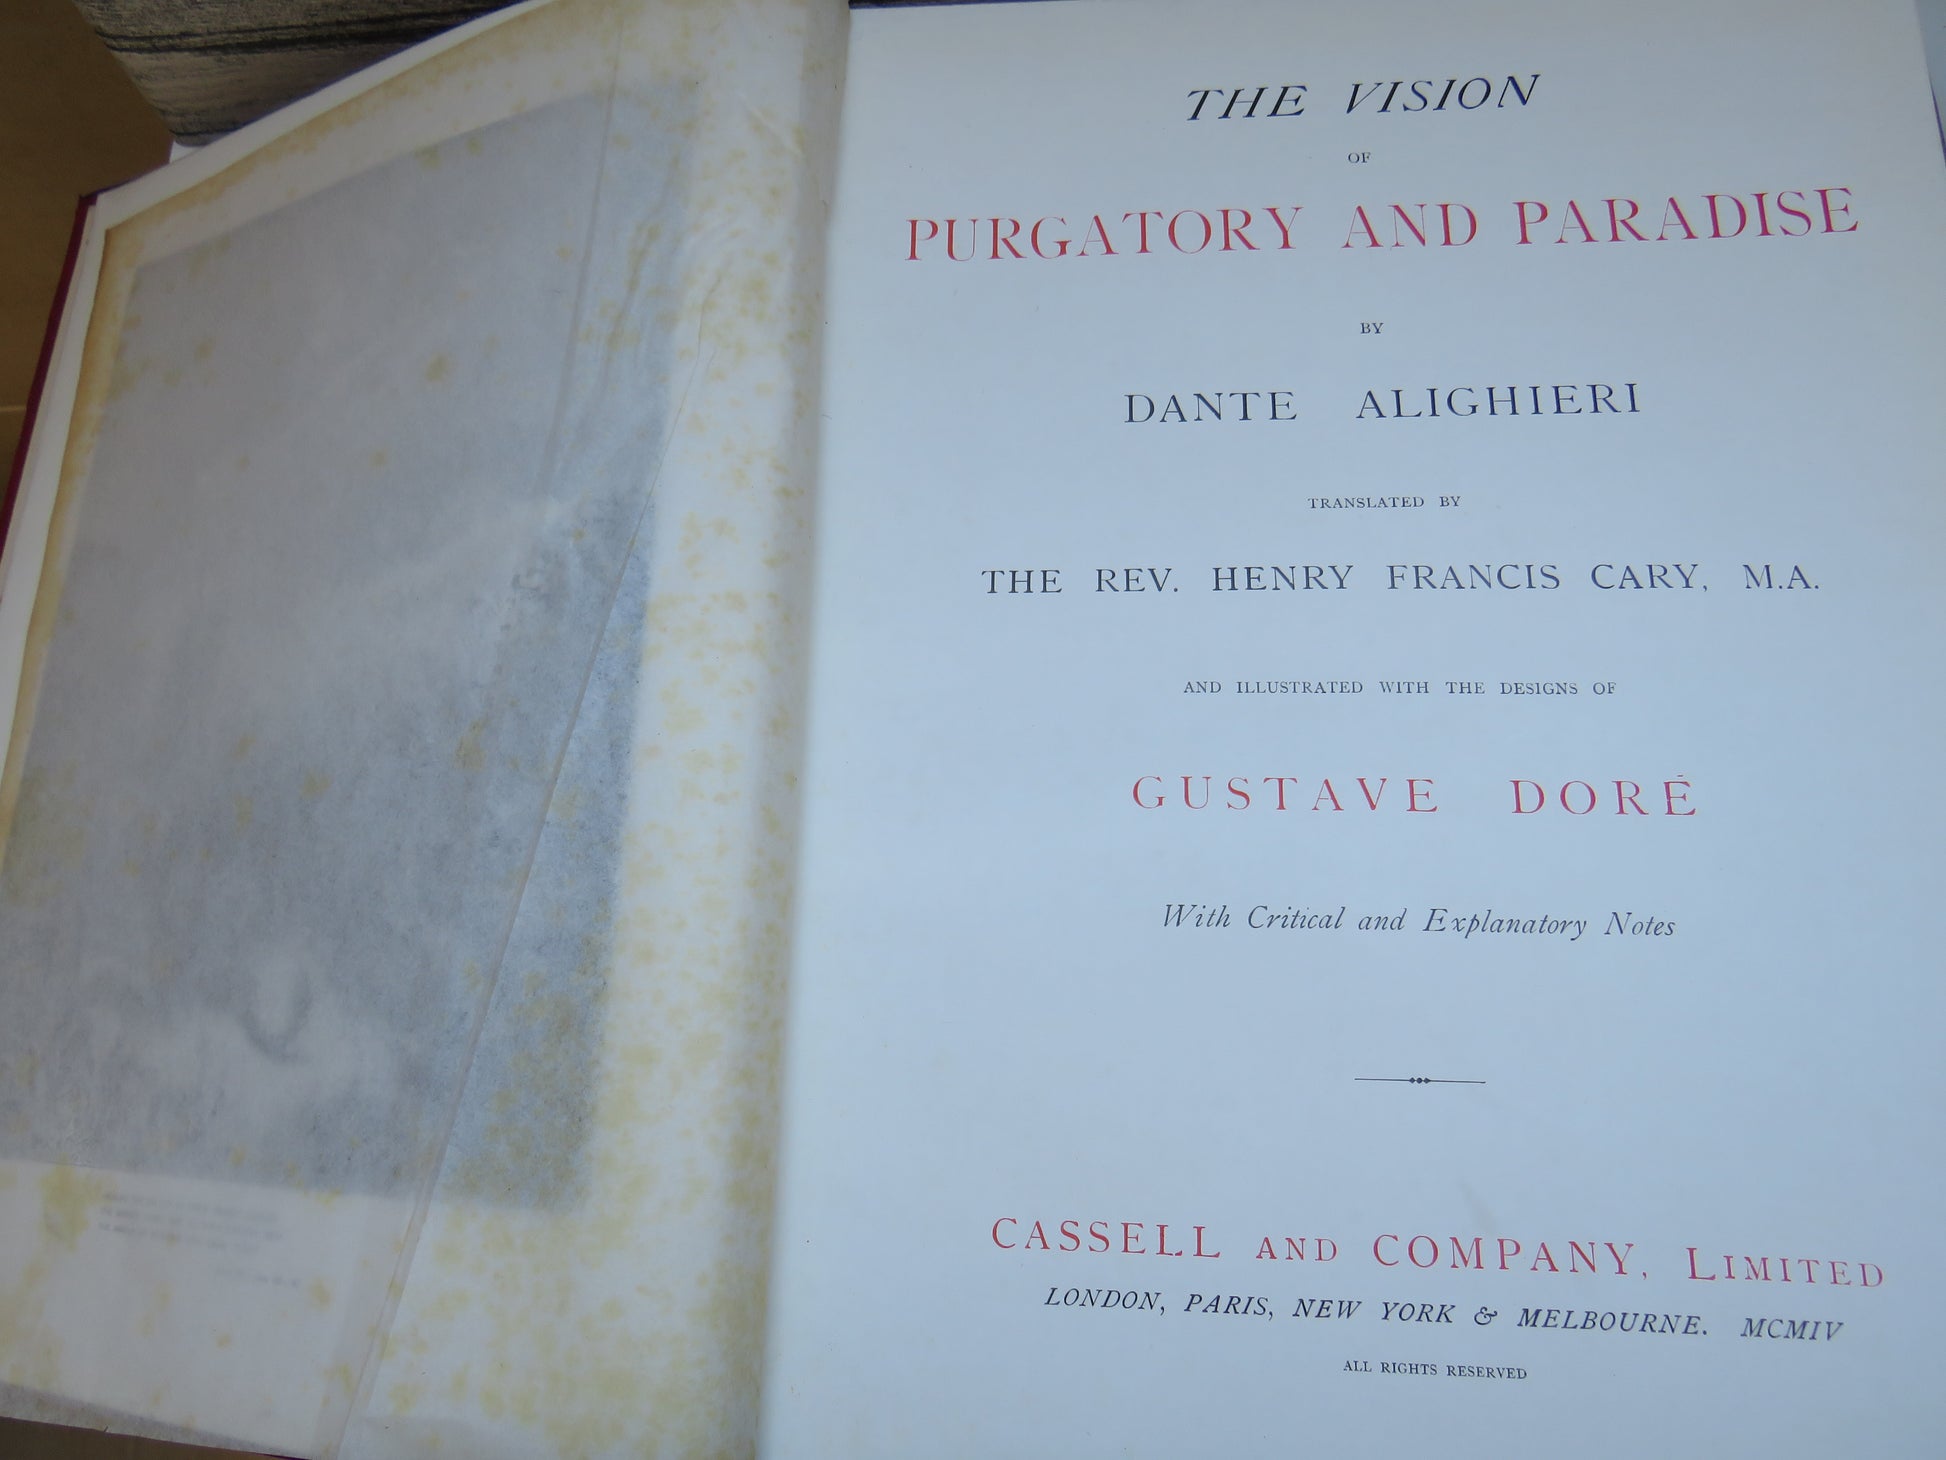 THE VISION
OF
PURGATORY AND PARADISE
BY
DANTE ALIGHIERI
TRANSLATED BY
THE REV. HENRY FRANCIS CARY, M.A.
AND ILLUSTRATED WITH THE DESIGNS OF
GUSTAVE DORÉ
With Critical and Explanatory Notes
CASSELL AND COMPANY, LIMITED
LONDON, PARIS, NEW YORK & MELBOURNE. MCMIV
ALL RIGHTS RESERVED